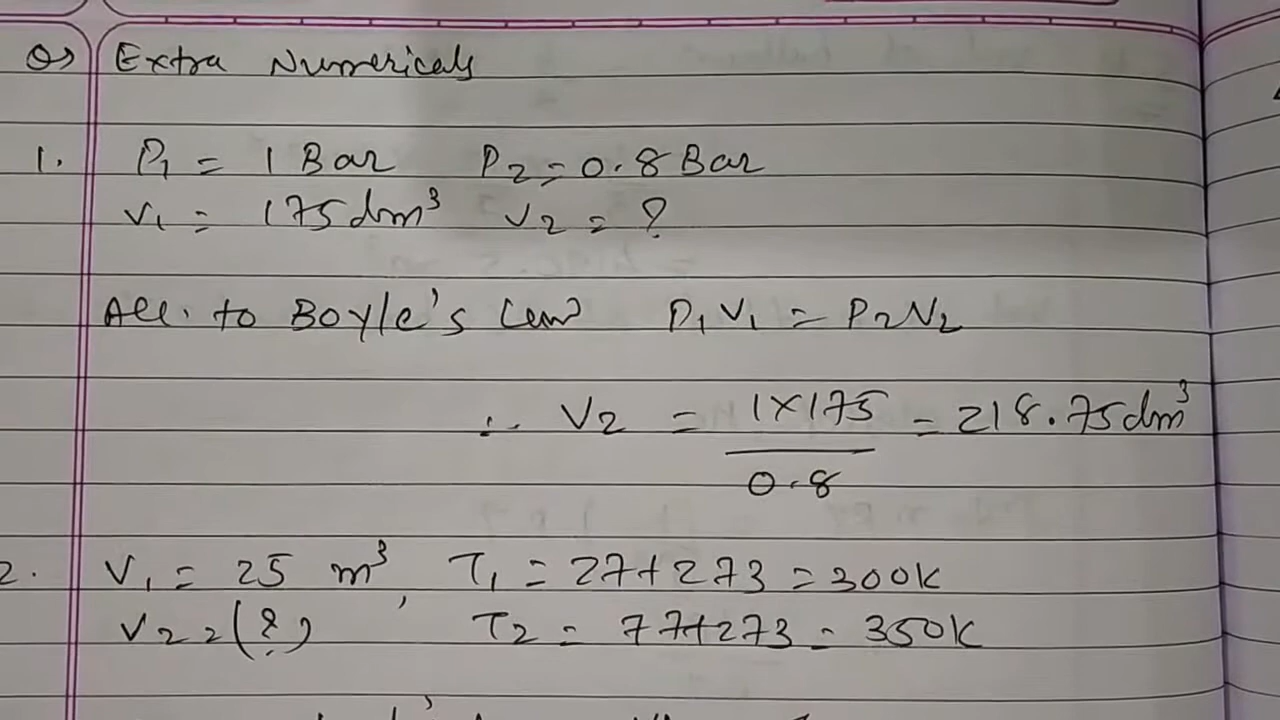 Q) Extra Numericals
1. P₁ = 1 Bar P₂ = 0.8 Bar
V₁ = 175 dm³ V₂ = ?
Acc. to Boyle's Law P₁V₁ = P₂V₂
∴ V₂ = 1×175 / 0.8 = 218.75 dm³
2. V₁ = 25 m³, T₁ = 27+273 = 300K
V₂ = (?) T₂ = 77+273 = 350K